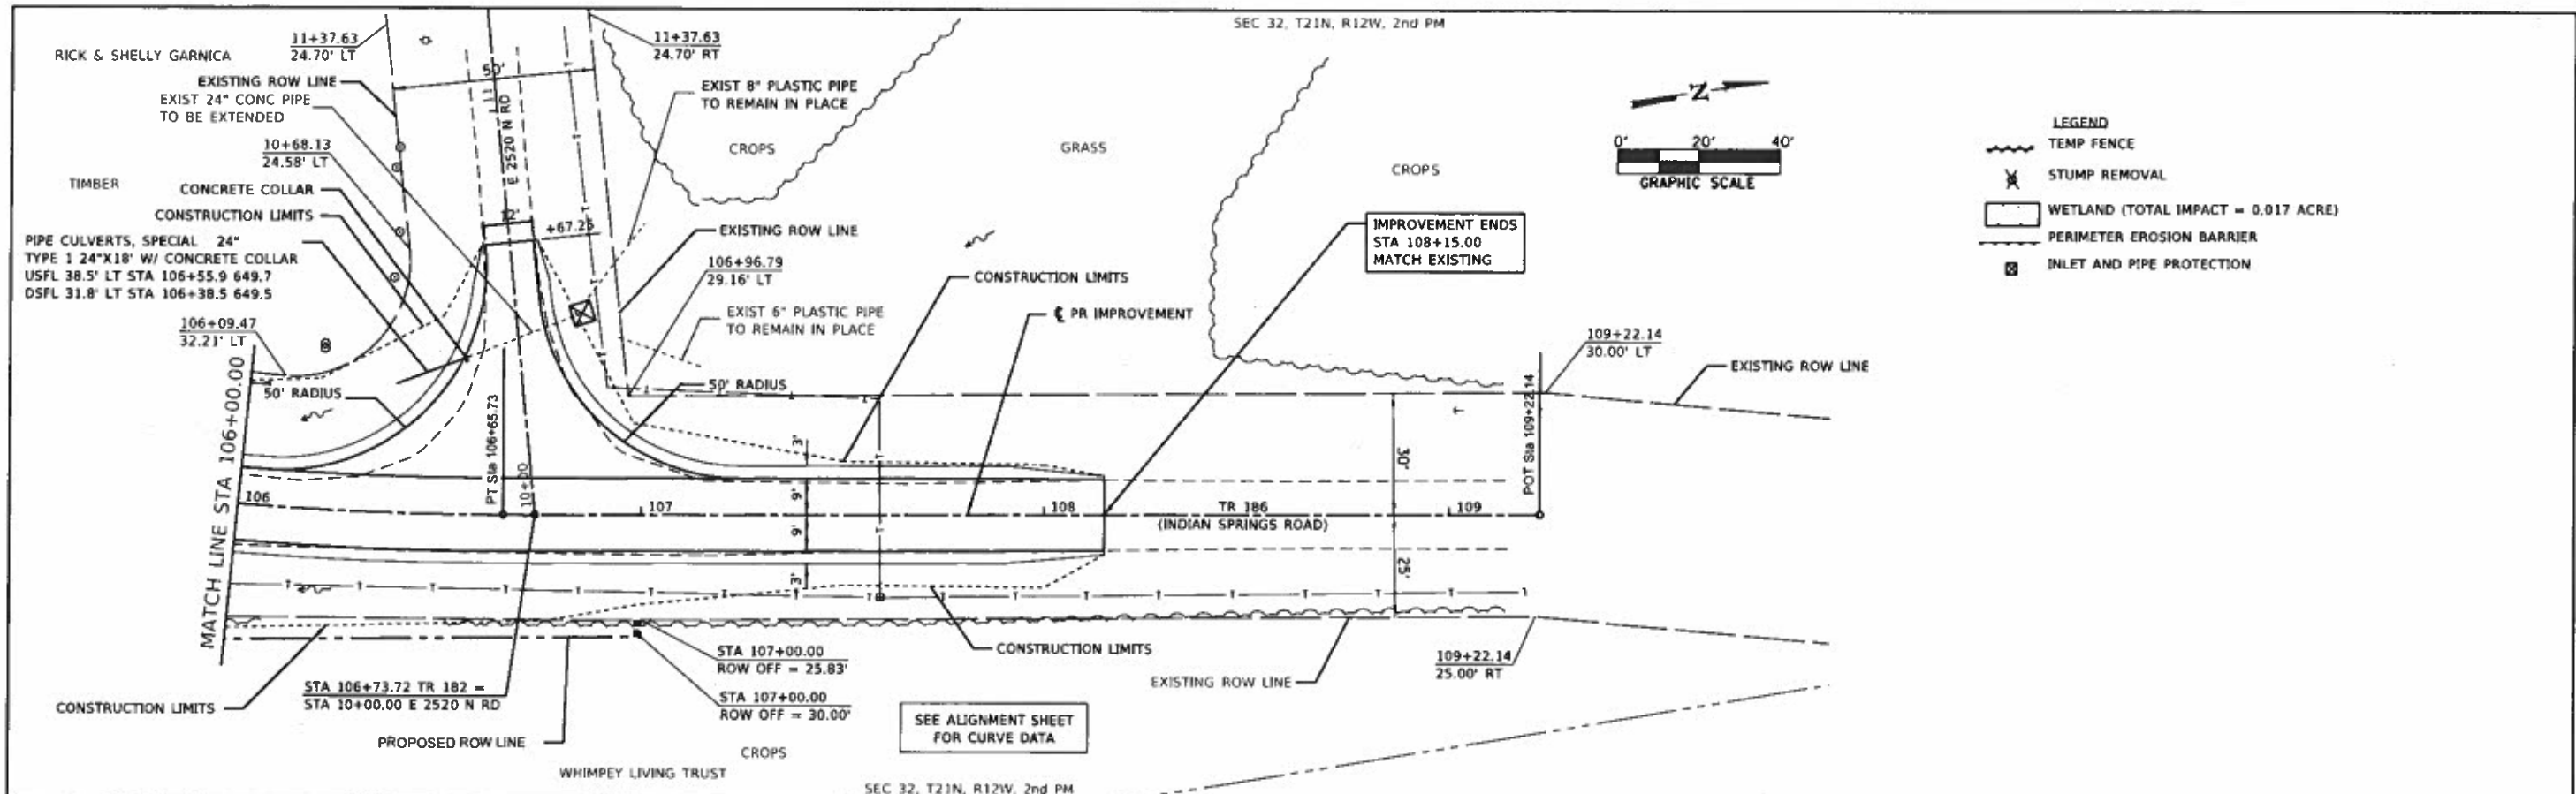 SEC 32, T21N, R12W, 2nd PM
RICK & SHELLY GARNICA
11+37.63
24.70' LT
11+37.63
24.70' RT
EXISTING ROW LINE
EXIST 24" CONC PIPE
TO BE EXTENDED
50'
11
E 2520 N RD
EXIST 8" PLASTIC PIPE
TO REMAIN IN PLACE
10+68.13
24.58' LT
TIMBER
CONCRETE COLLAR
CONSTRUCTION LIMITS
PIPE CULVERTS, SPECIAL 24"
TYPE 1 24"X18' W/ CONCRETE COLLAR
USFL 38.5' LT STA 106+55.9 649.7
DSFL 31.8' LT STA 106+38.5 649.5
106+09.47
32.21' LT
12'
+67.25
CROPS
GRASS
CROPS
EXISTING ROW LINE
106+96.79
29.16' LT
EXIST 6" PLASTIC PIPE
TO REMAIN IN PLACE
CONSTRUCTION LIMITS
℄ PR IMPROVEMENT
IMPROVEMENT ENDS
STA 108+15.00
MATCH EXISTING
N
0' 20' 40'
GRAPHIC SCALE
LEGEND
TEMP FENCE
STUMP REMOVAL
WETLAND (TOTAL IMPACT = 0.017 ACRE)
PERIMETER EROSION BARRIER
INLET AND PIPE PROTECTION
109+22.14
30.00' LT
EXISTING ROW LINE
50' RADIUS
50' RADIUS
MATCH LINE STA 106+00.00
PT Sta 106+65.73
10+00
POT Sta 109+22.14
3'
9'
9'
3'
30'
25'
106
107
108
109
TR 186
(INDIAN SPRINGS ROAD)
T T T T T T T T T T T T T T T T
STA 107+00.00
ROW OFF = 25.83'
STA 107+00.00
ROW OFF = 30.00'
CONSTRUCTION LIMITS
EXISTING ROW LINE
109+22.14
25.00' RT
CONSTRUCTION LIMITS
STA 106+73.72 TR 182 =
STA 10+00.00 E 2520 N RD
PROPOSED ROW LINE
SEE ALIGNMENT SHEET
FOR CURVE DATA
CROPS
WHIMPEY LIVING TRUST
SEC 32, T21N, R12W, 2nd PM